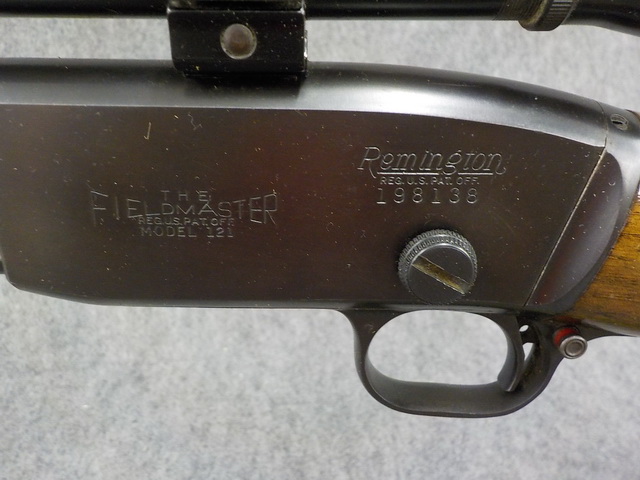 THE
FIELDMASTER
REG.U.S.PAT.OFF.
MODEL 121
Remington
REG.U.S.PAT.OFF.
198138